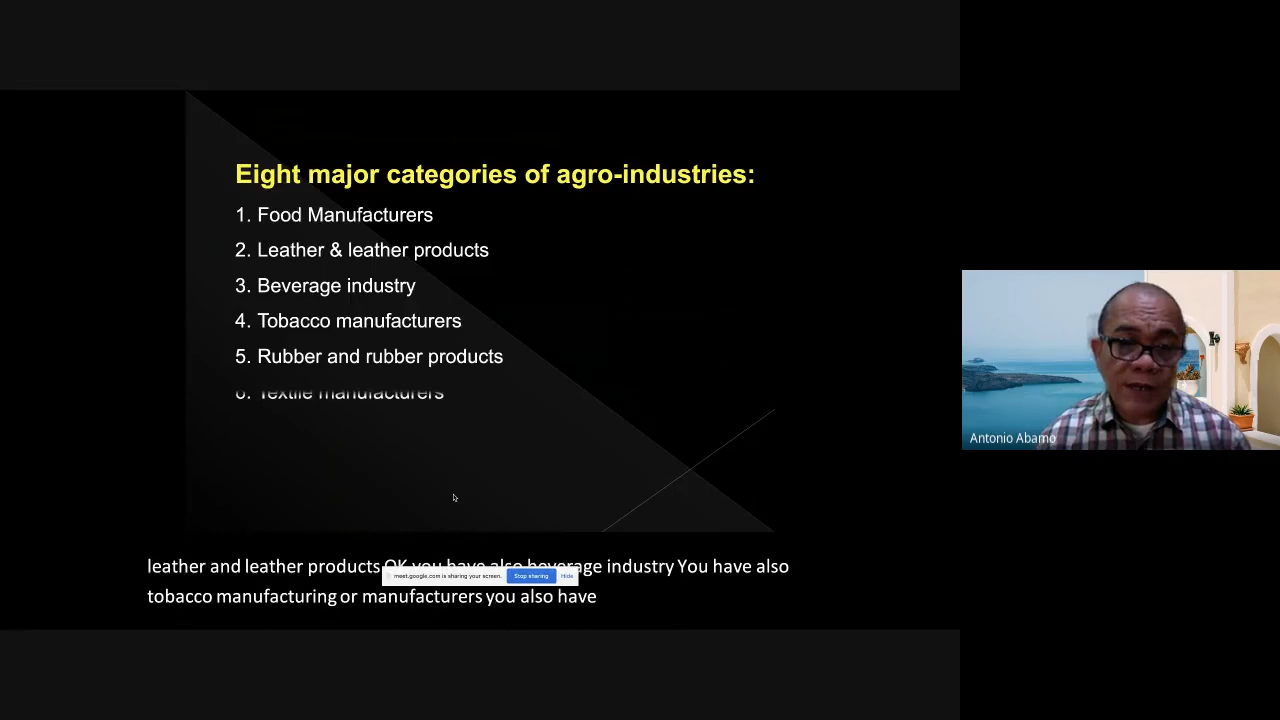 Eight major categories of agro-industries:
1. Food Manufacturers
2. Leather & leather products
3. Beverage industry
4. Tobacco manufacturers
5. Rubber and rubber products
6. Textile manufacturers
Antonio Abamo
leather and leather products OK you have also beverage industry You have also
meet.google.com is sharing your screen. Stop sharing Hide
tobacco manufacturing or manufacturers you also have